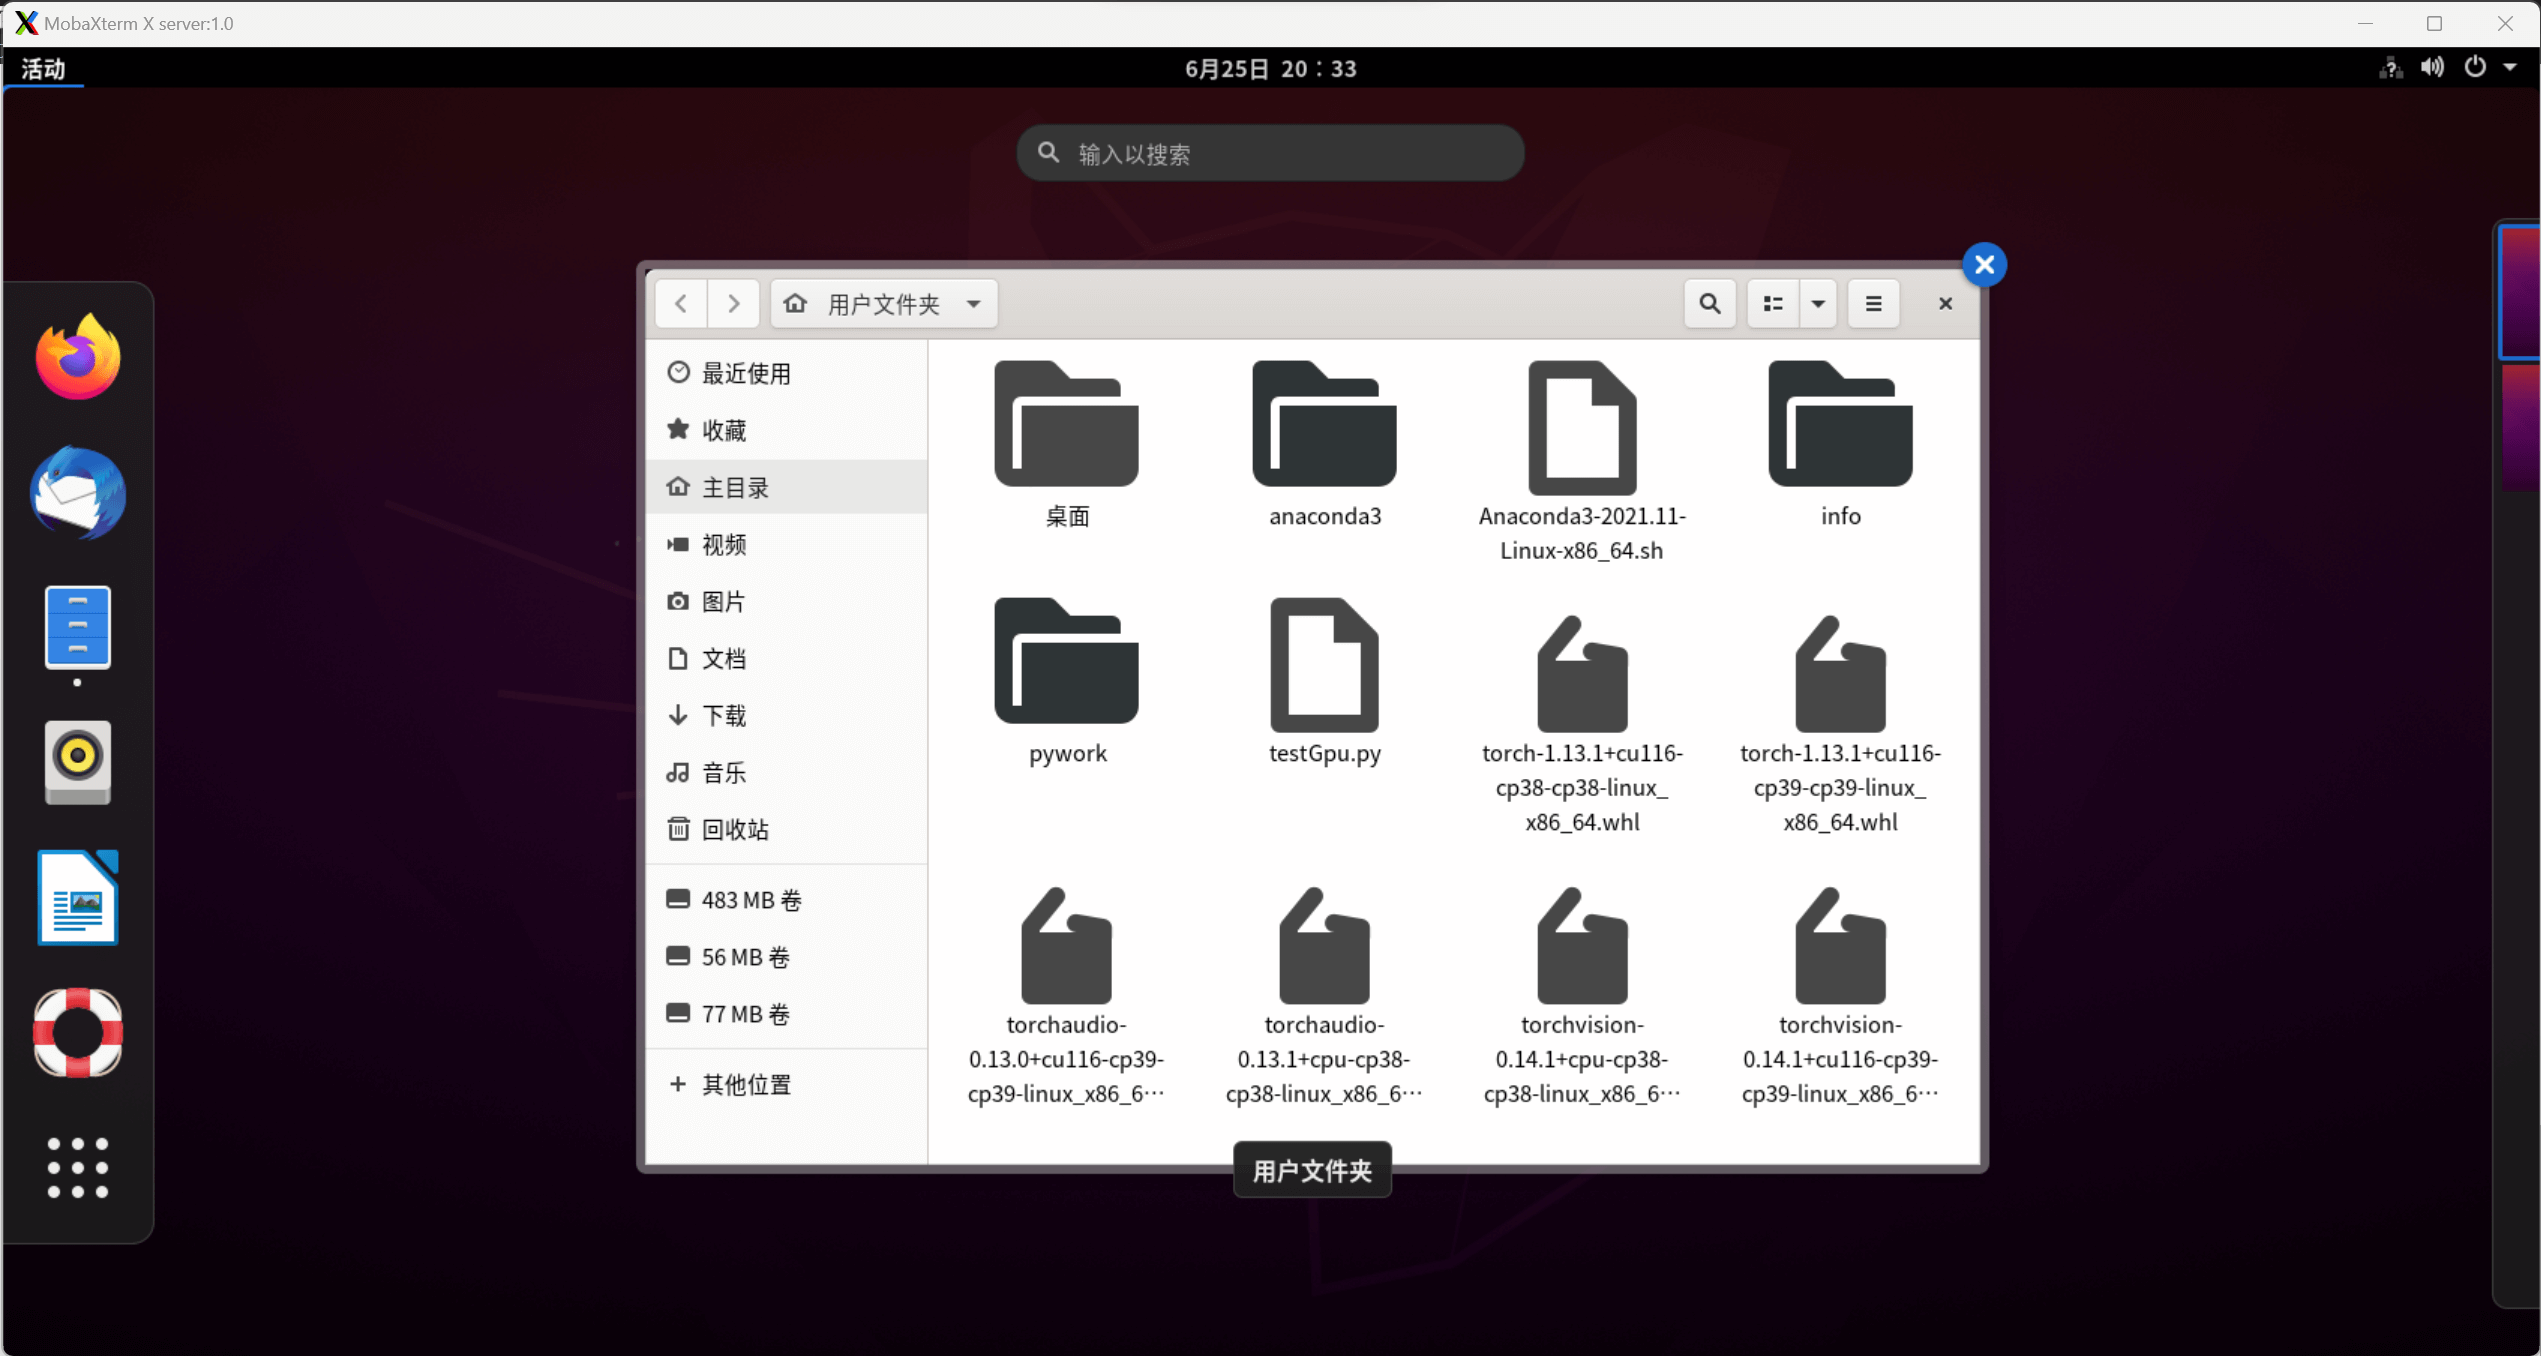 MobaXterm X server:1.0
活动
6月25日 20：33
输入以搜索
用户文件夹
最近使用
收藏
主目录
视频
图片
文档
下载
音乐
回收站
483 MB 卷
56 MB 卷
77 MB 卷
其他位置
桌面
anaconda3
Anaconda3-2021.11-
Linux-x86_64.sh
info
pywork
testGpu.py
torch-1.13.1+cu116-
cp38-cp38-linux_
x86_64.whl
torch-1.13.1+cu116-
cp39-cp39-linux_
x86_64.whl
torchaudio-
0.13.0+cu116-cp39-
cp39-linux_x86_6…
torchaudio-
0.13.1+cpu-cp38-
cp38-linux_x86_6…
torchvision-
0.14.1+cpu-cp38-
cp38-linux_x86_6…
torchvision-
0.14.1+cu116-cp39-
cp39-linux_x86_6…
用户文件夹